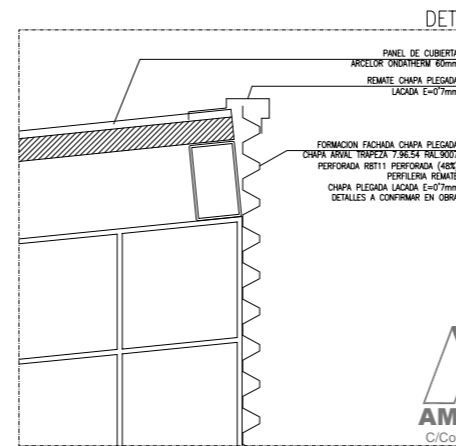 DET
PANEL DE CUBIERTA
ARCELOR ONDATHERM 60mm
REMATE CHAPA PLEGADA
LACADA E=0'7mm
FORMACION FACHADA CHAPA PLEGADA
CHAPA ARVAL TRAPEZA 7.96.54 RAL.9007
PERFORADA RBT11 PERFORADA (48%
PERFILERIA REMATE
CHAPA PLEGADA LACADA E=0'7mm
DETALLES A CONFIRMAR EN OBRA
AM
C/Co